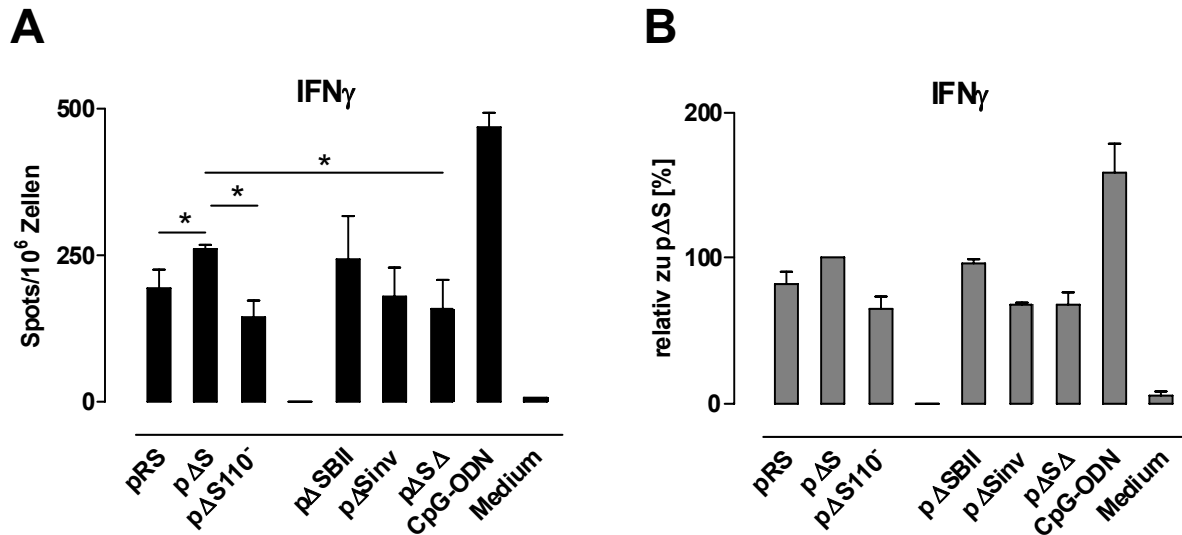 A
IFNγ
500
250
0
Spots/10⁶ Zellen
*
*
*
pRS
pΔS
pΔS110⁻
pΔSBII
pΔSinv
pΔSΔ
CpG-ODN
Medium
B
IFNγ
200
100
0
relativ zu pΔS [%]
pRS
pΔS
pΔS110⁻
pΔSBII
pΔSinv
pΔSΔ
CpG-ODN
Medium